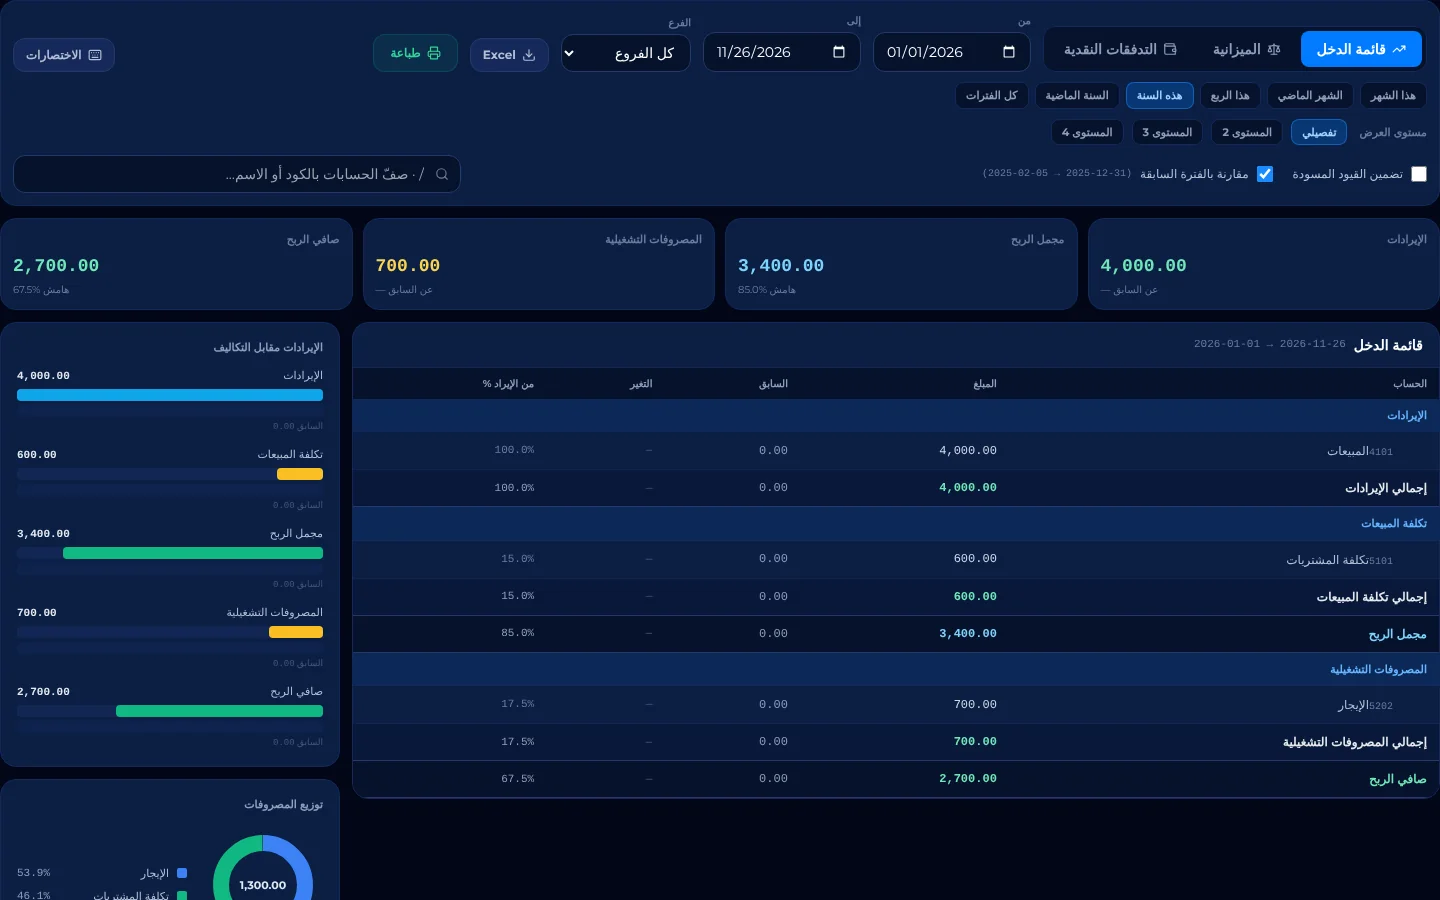 قائمة الدخل
الميزانية
التدفقات النقدية
من
01/01/2026
إلى
11/26/2026
الفرع
كل الفروع
Excel
طباعة
الاختصارات
هذا الشهر
الشهر الماضي
هذا الربع
هذه السنة
السنة الماضية
كل الفترات
مستوى العرض
تفصيلي
المستوى 2
المستوى 3
المستوى 4
تضمين القيود المسودة
مقارنة بالفترة السابقة (2025-02-05 → 2025-12-31)
/ · صفّ الحسابات بالكود أو الاسم...
الإيرادات
4,000.00
عن السابق —
مجمل الربح
3,400.00
هامش 85.0%
المصروفات التشغيلية
700.00
عن السابق —
صافي الربح
2,700.00
هامش 67.5%
قائمة الدخل 2026-01-01 → 2026-11-26
الحساب المبلغ السابق التغير % من الإيراد
الإيرادات
4101 المبيعات 4,000.00 0.00 — 100.0%
إجمالي الإيرادات 4,000.00 0.00 — 100.0%
تكلفة المبيعات
5101 تكلفة المشتريات 600.00 0.00 — 15.0%
إجمالي تكلفة المبيعات 600.00 0.00 — 15.0%
مجمل الربح 3,400.00 0.00 — 85.0%
المصروفات التشغيلية
5202 الإيجار 700.00 0.00 — 17.5%
إجمالي المصروفات التشغيلية 700.00 0.00 — 17.5%
صافي الربح 2,700.00 0.00 — 67.5%
الإيرادات مقابل التكاليف
الإيرادات 4,000.00
السابق 0.00
تكلفة المبيعات 600.00
السابق 0.00
مجمل الربح 3,400.00
السابق 0.00
المصروفات التشغيلية 700.00
السابق 0.00
صافي الربح 2,700.00
السابق 0.00
توزيع المصروفات
1,300.00
الإيجار 53.9%
تكلفة المشتريات 46.1%